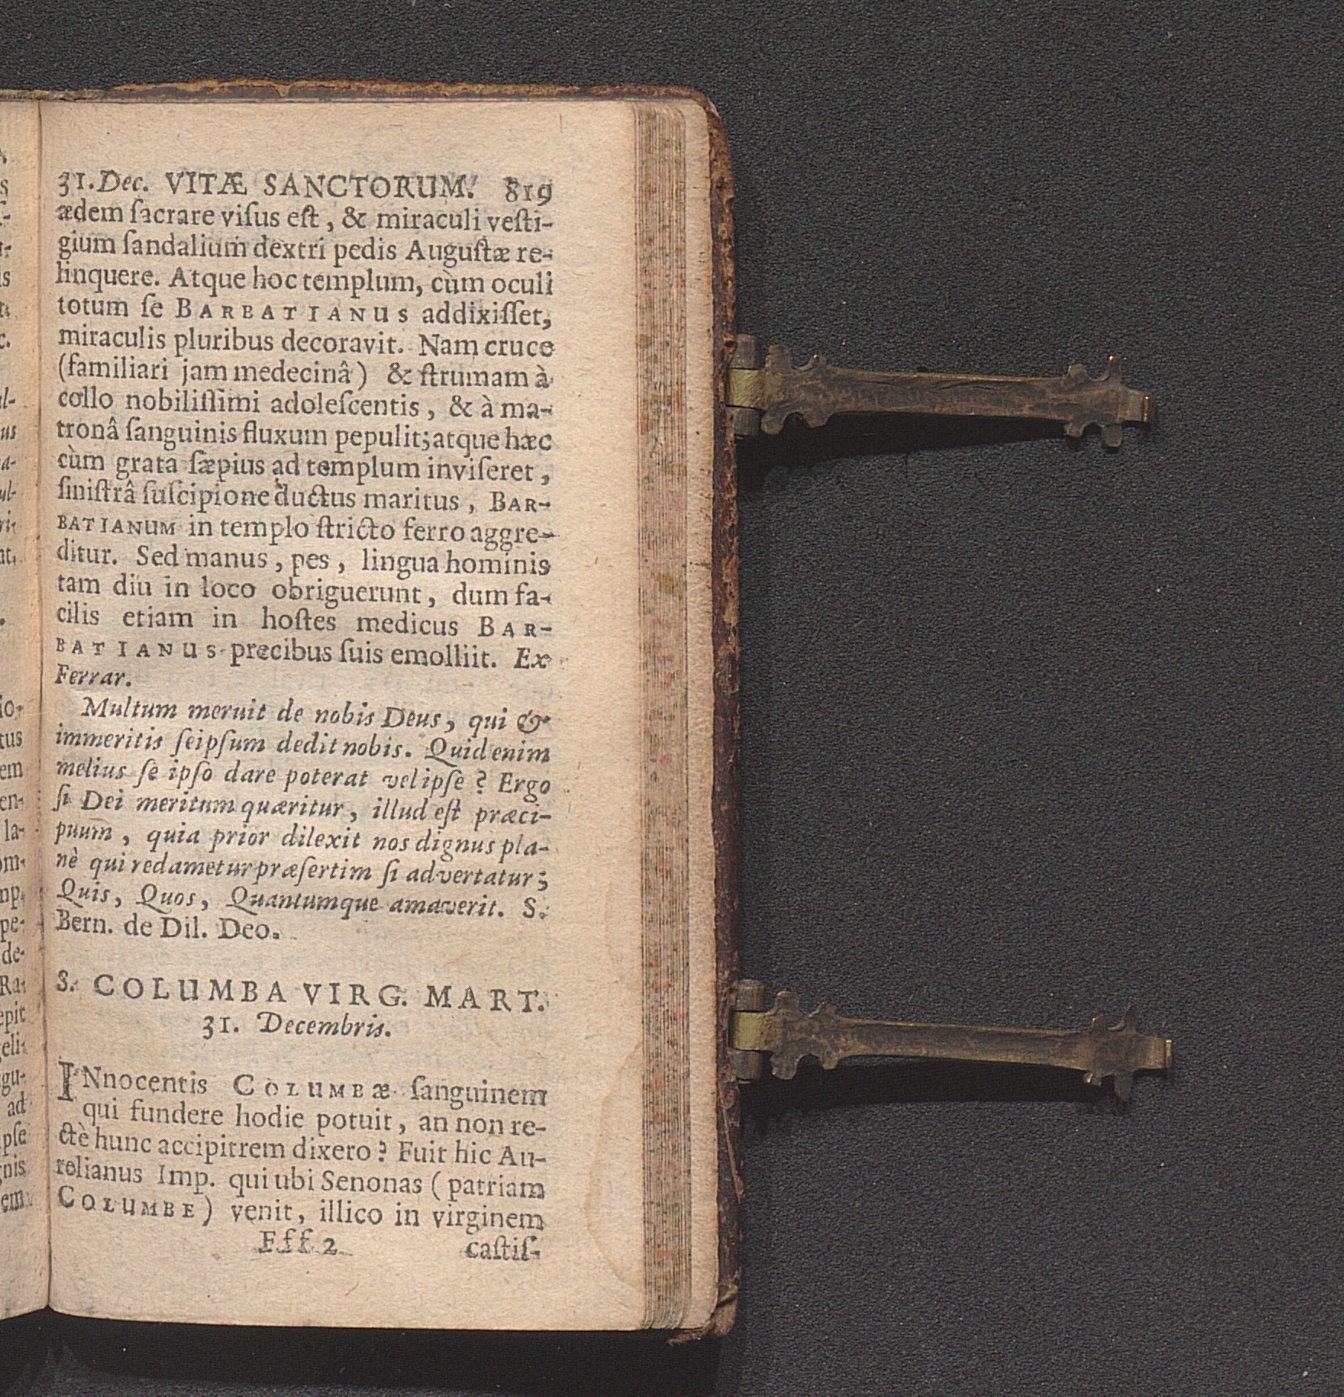 31. Dec. VITÆ SANCTORUM. 819
ædem ſacrare viſus eſt, & miraculi veſti-
gium ſandalium dextri pedis Auguſtæ re-
linquere. Atque hoc templum, cùm oculi
totum ſe BARBATIANUS addixiſſet,
miraculis pluribus decoravit. Nam cruce
(familiari jam medecinâ) & ſtrumam à
collo nobiliſſimi adoleſcentis, & à ma-
tronâ ſanguinis fluxum pepulit; atque hæc
cùm grata ſæpius ad templum inviſeret,
ſiniſtrâ ſuſcipione ductus maritus, BAR-
BATIANUM in templo ſtricto ferro aggre-
ditur. Sed manus, pes, lingua hominis
tam diu in loco obriguerunt, dum fa-
cilis etiam in hoſtes medicus BAR-
BATIANUS precibus ſuis emolliit. Ex
Ferrar.
Multum meruit de nobis Deus, qui &
immeritis ſeipſum dedit nobis. Quid enim
melius ſe ipſo dare poterat vel ipſe? Ergo
ſi Dei meritum quæritur, illud eſt præci-
puum, quia prior dilexit nos dignus pla-
nè qui redametur præſertim ſi advertatur;
Quis, Quos, Quantumque amaverit. S.
Bern. de Dil. Deo.
S. COLUMBA VIRG. MART.
31. Decembris.
INnocentis COLUMBÆ ſanguinem
qui fundere hodie potuit, an non re-
ctè hunc accipitrem dixero? Fuit hic Au-
relianus Imp. qui ubi Senonas (patriam
COLUMBE) venit, illico in virginem
Fff 2 caſtiſ-